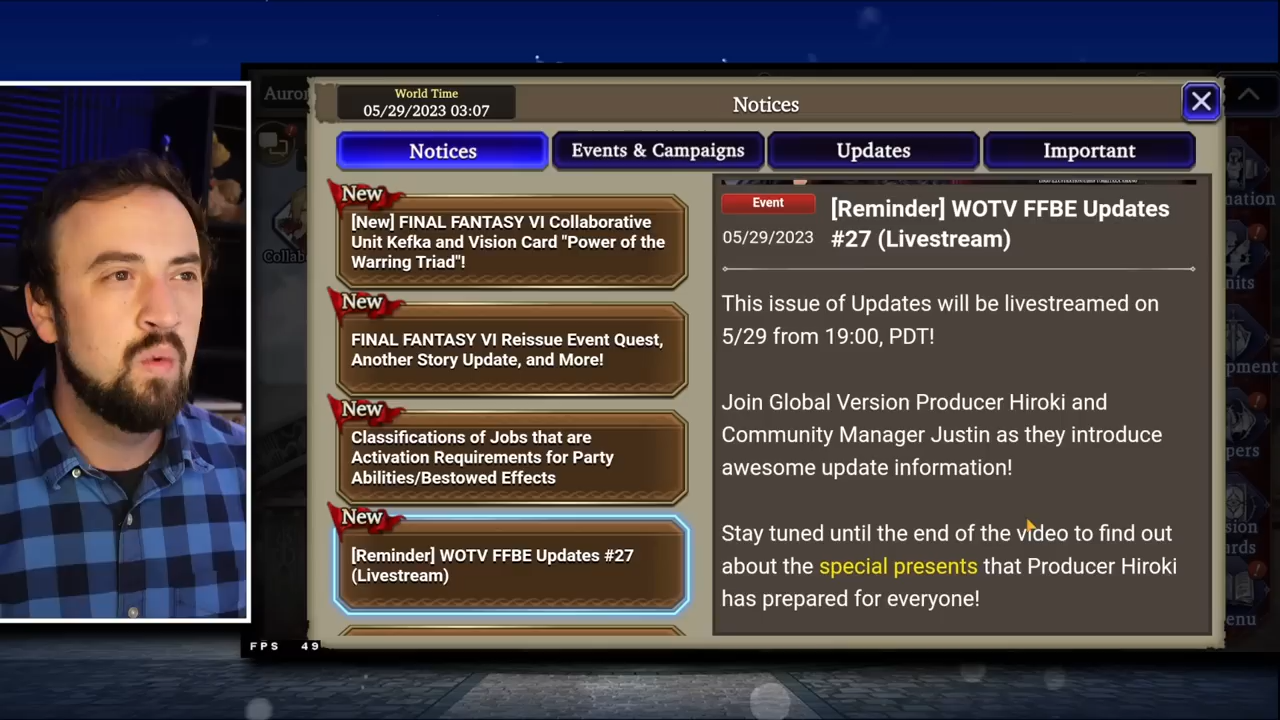 World Time
05/29/2023 03:07
Notices
Notices
Events & Campaigns
Updates
Important
New
[New] FINAL FANTASY VI Collaborative
Unit Kefka and Vision Card "Power of the
Warring Triad"!
New
FINAL FANTASY VI Reissue Event Quest,
Another Story Update, and More!
New
Classifications of Jobs that are
Activation Requirements for Party
Abilities/Bestowed Effects
New
[Reminder] WOTV FFBE Updates #27
(Livestream)
Event
05/29/2023
[Reminder] WOTV FFBE Updates
#27 (Livestream)
This issue of Updates will be livestreamed on
5/29 from 19:00, PDT!
Join Global Version Producer Hiroki and
Community Manager Justin as they introduce
awesome update information!
Stay tuned until the end of the video to find out
about the special presents that Producer Hiroki
has prepared for everyone!
FPS 49